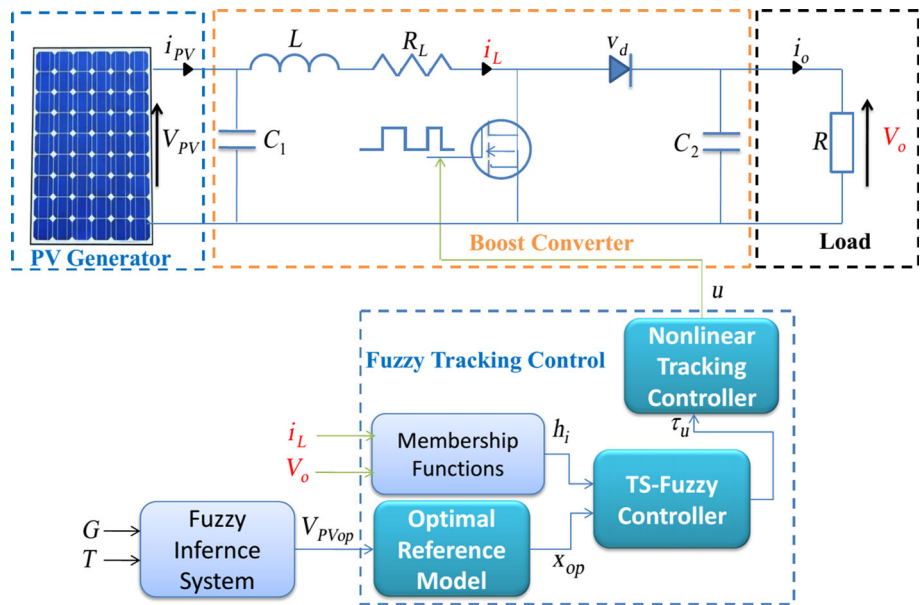 i_PV
L
R_L
i_L
v_d
i_o
V_PV
C_1
C_2
R
V_o
PV Generator
Boost Converter
Load
u
Fuzzy Tracking Control
Nonlinear
Tracking
Controller
τ_u
i_L
V_o
Membership
Functions
h_i
TS-Fuzzy
Controller
G
T
Fuzzy
Infernce
System
V_PVop
Optimal
Reference
Model
x_op